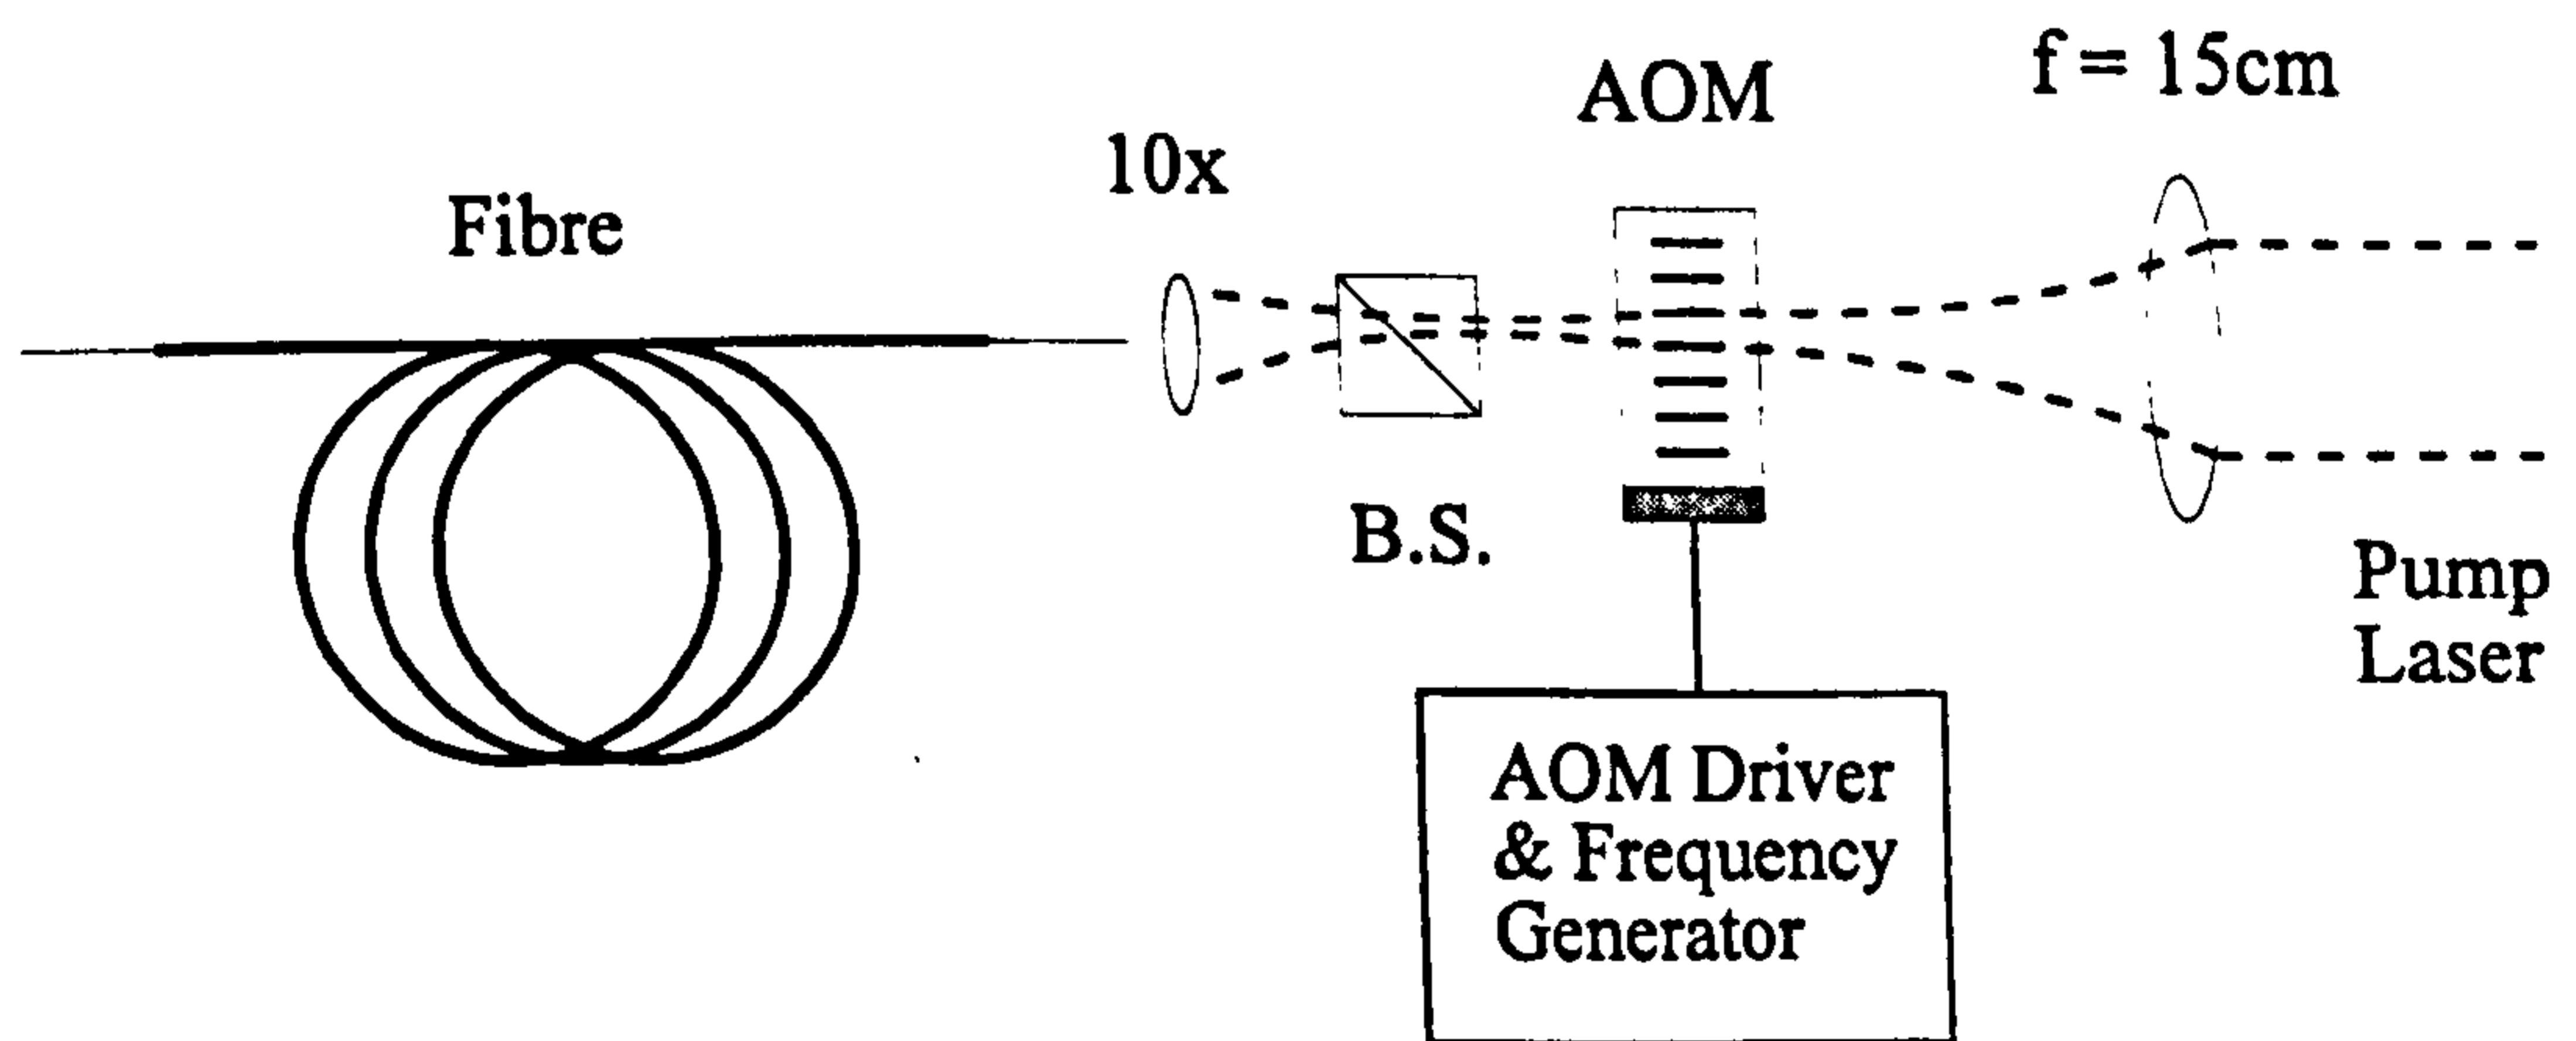 f = 15cm
AOM
10x
Fibre
B.S.
Pump
Laser
AOM Driver
& Frequency
Generator